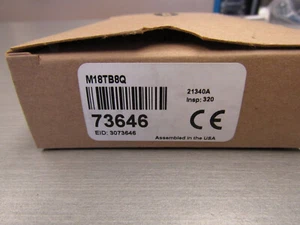 M18TB8Q
21340A
Insp: 320
73646
CE
EID: 3073646
Assembled in the USA